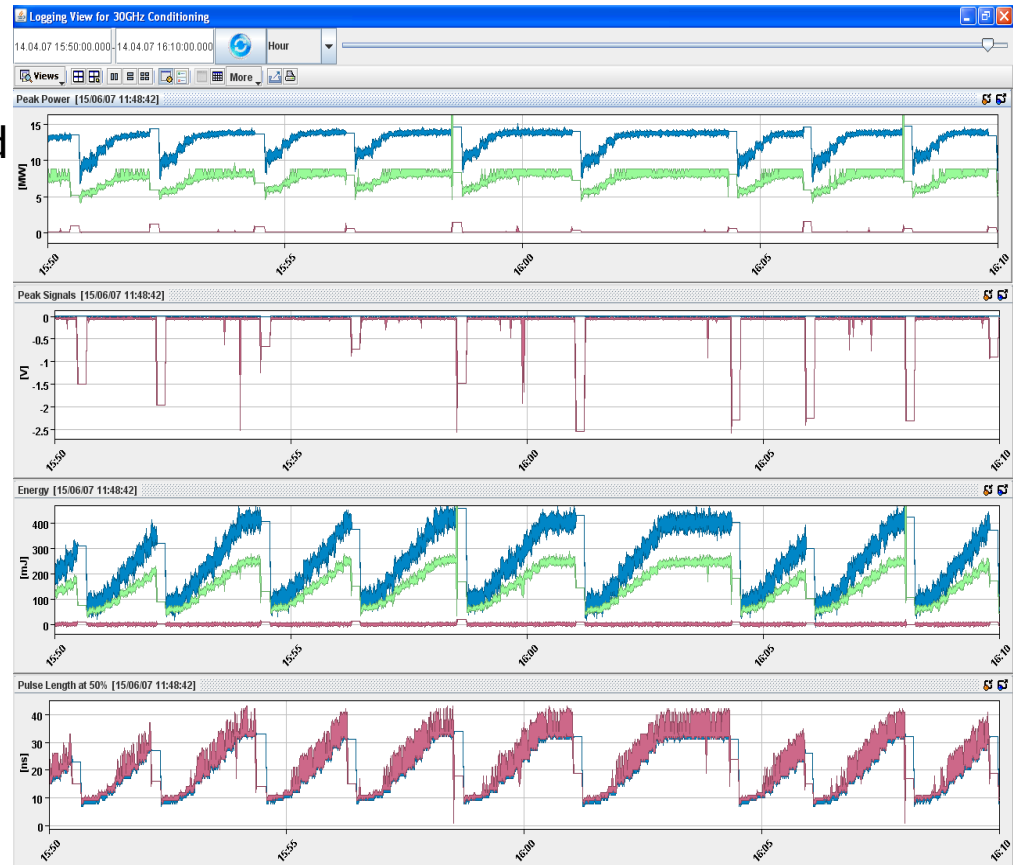 Logging View for 30GHz Conditioning
14.04.07 15:50:00.000 - 14.04.07 16:10:00.000 Hour
Views More
Peak Power [15/06/07 11:48:42]
d
15
10
5
0
[MW]
15:50 15:55 16:00 16:05 16:10
Peak Signals [15/06/07 11:48:42]
0
-0.5
-1
-1.5
-2
-2.5
[V]
15:50 15:55 16:00 16:05 16:10
Energy [15/06/07 11:48:42]
400
300
200
100
0
[mJ]
15:50 15:55 16:00 16:05 16:10
Pulse Length at 50% [15/06/07 11:48:42]
40
30
20
10
0
[ns]
15:50 15:55 16:00 16:05 16:10